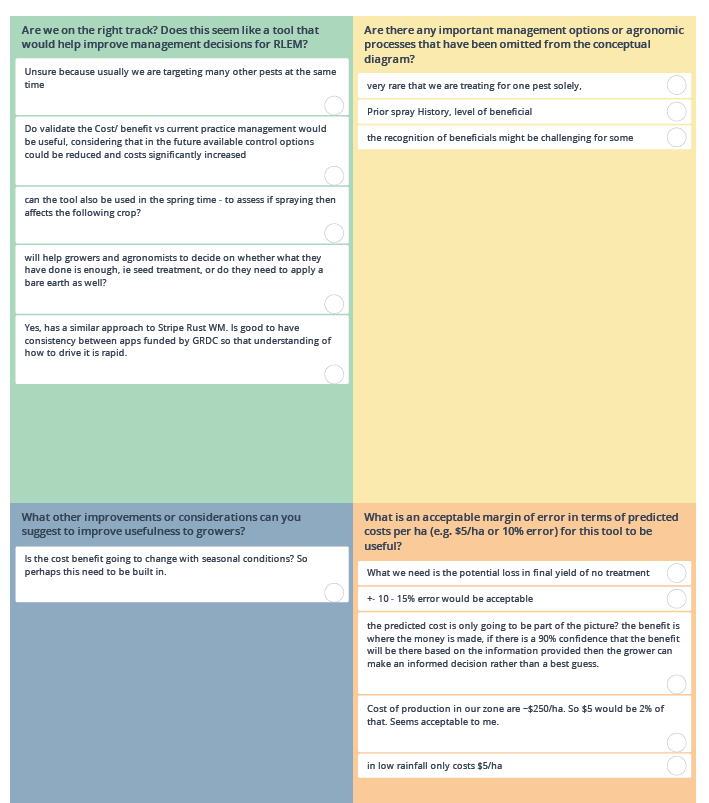 Are we on the right track? Does this seem like a tool that
would help improve management decisions for RLEM?
Unsure because usually we are targeting many other pests at the same
time
Do validate the Cost/ benefit vs current practice management would
be useful, considering that in the future available control options
could be reduced and costs significantly increased
can the tool also be used in the spring time - to assess if spraying then
affects the following crop?
will help growers and agronomists to decide on whether what they
have done is enough, ie seed treatment, or do they need to apply a
bare earth as well?
Yes, has a similar approach to Stripe Rust WM. Is good to have
consistency between apps funded by GRDC so that understanding of
how to drive it is rapid.
Are there any important management options or agronomic
processes that have been omitted from the conceptual
diagram?
very rare that we are treating for one pest solely,
Prior spray History, level of beneficial
the recognition of beneficials might be challenging for some
What other improvements or considerations can you
suggest to improve usefulness to growers?
Is the cost benefit going to change with seasonal conditions? So
perhaps this need to be built in.
What is an acceptable margin of error in terms of predicted
costs per ha (e.g. $5/ha or 10% error) for this tool to be
useful?
What we need is the potential loss in final yield of no treatment
+- 10 - 15% error would be acceptable
the predicted cost is only going to be part of the picture? the benefit is
where the money is made, if there is a 90% confidence that the benefit
will be there based on the information provided then the grower can
make an informed decision rather than a best guess.
Cost of production in our zone are ~$250/ha. So $5 would be 2% of
that. Seems acceptable to me.
in low rainfall only costs $5/ha